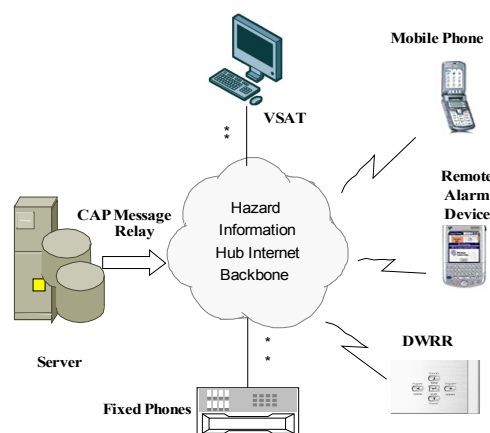 Mobile Phone
VSAT
**
Remote
Alarm
Device
CAP Message
Relay
Hazard
Information
Hub Internet
Backbone
**
DWRR
Server
Fixed Phones